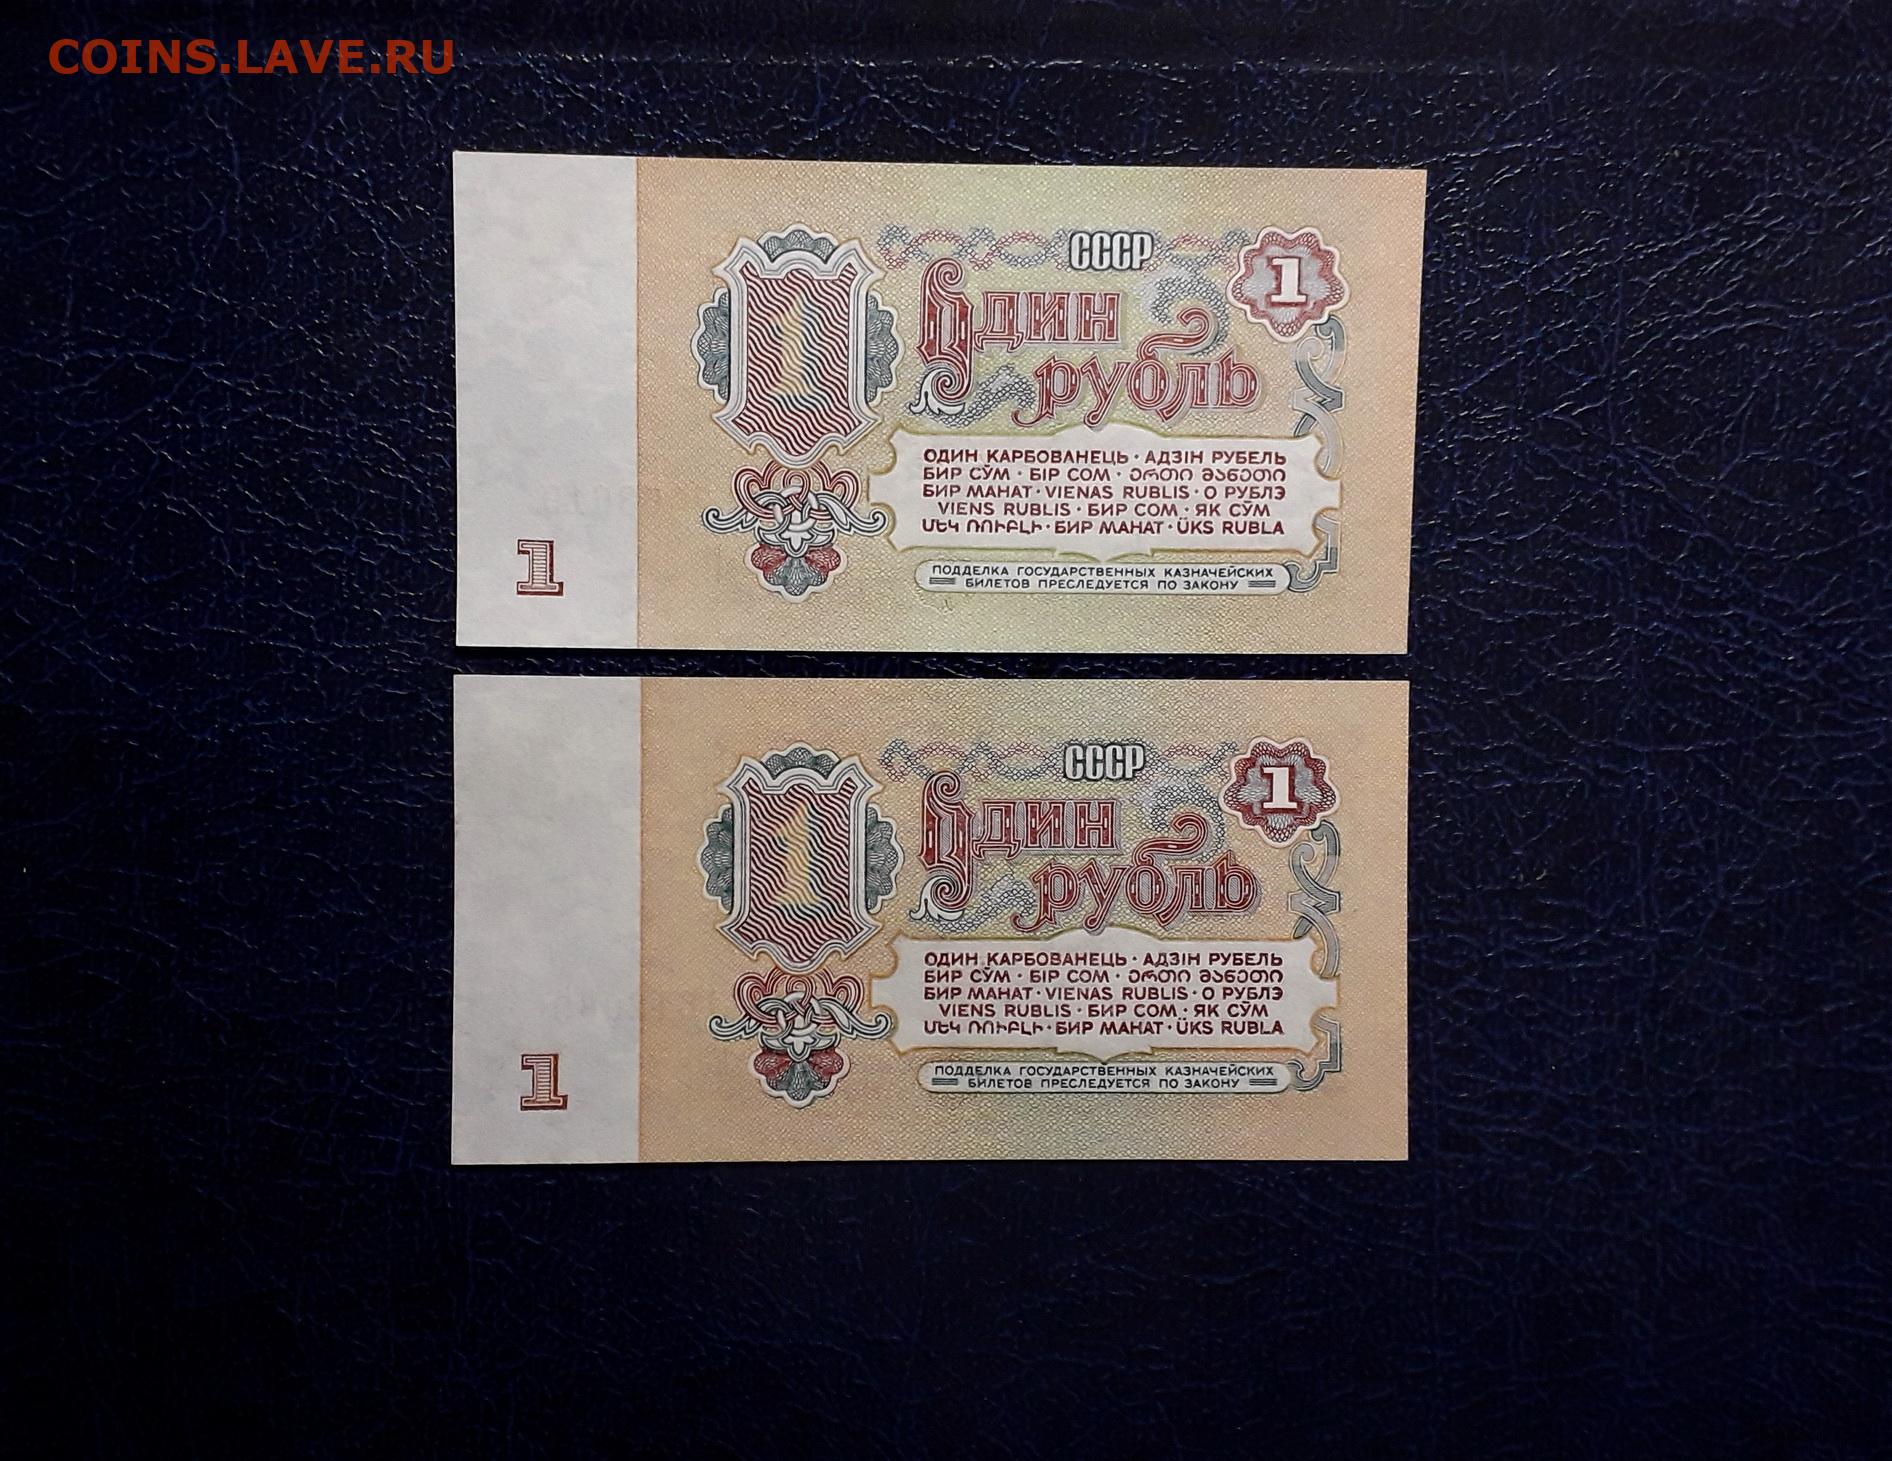 COINS.LAVE.RU
СССР
1
1
Один
рубль
ОДИН КАРБОВАНЕЦЬ · АДЗІН РУБЕЛЬ
БИР СЎМ · БІР СОМ · ᲔᲠᲗᲘ ᲛᲐᲜᲔᲗᲘ
БИР МАНАТ · VIENAS RUBLIS · О РУБЛЭ
VIENS RUBLIS · БИР СОМ · ЯК СӮМ
ՄԵԿ ՌՈՒԲԼԻ · БИР МАНАТ · ÜKS RUBLA
1
ПОДДЕЛКА ГОСУДАРСТВЕННЫХ КАЗНАЧЕЙСКИХ
БИЛЕТОВ ПРЕСЛЕДУЕТСЯ ПО ЗАКОНУ
СССР
1
1
Один
рубль
ОДИН КАРБОВАНЕЦЬ · АДЗІН РУБЕЛЬ
БИР СЎМ · БІР СОМ · ᲔᲠᲗᲘ ᲛᲐᲜᲔᲗᲘ
БИР МАНАТ · VIENAS RUBLIS · О РУБЛЭ
VIENS RUBLIS · БИР СОМ · ЯК СӮМ
ՄԵԿ ՌՈՒԲԼԻ · БИР МАНАТ · ÜKS RUBLA
1
ПОДДЕЛКА ГОСУДАРСТВЕННЫХ КАЗНАЧЕЙСКИХ
БИЛЕТОВ ПРЕСЛЕДУЕТСЯ ПО ЗАКОНУ